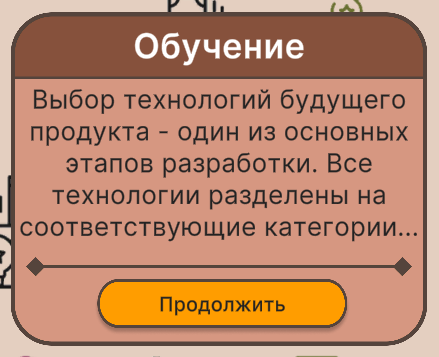 Обучение
Выбор технологий будущего
продукта - один из основных
этапов разработки. Все
технологии разделены на
соответствующие категории...
Продолжить